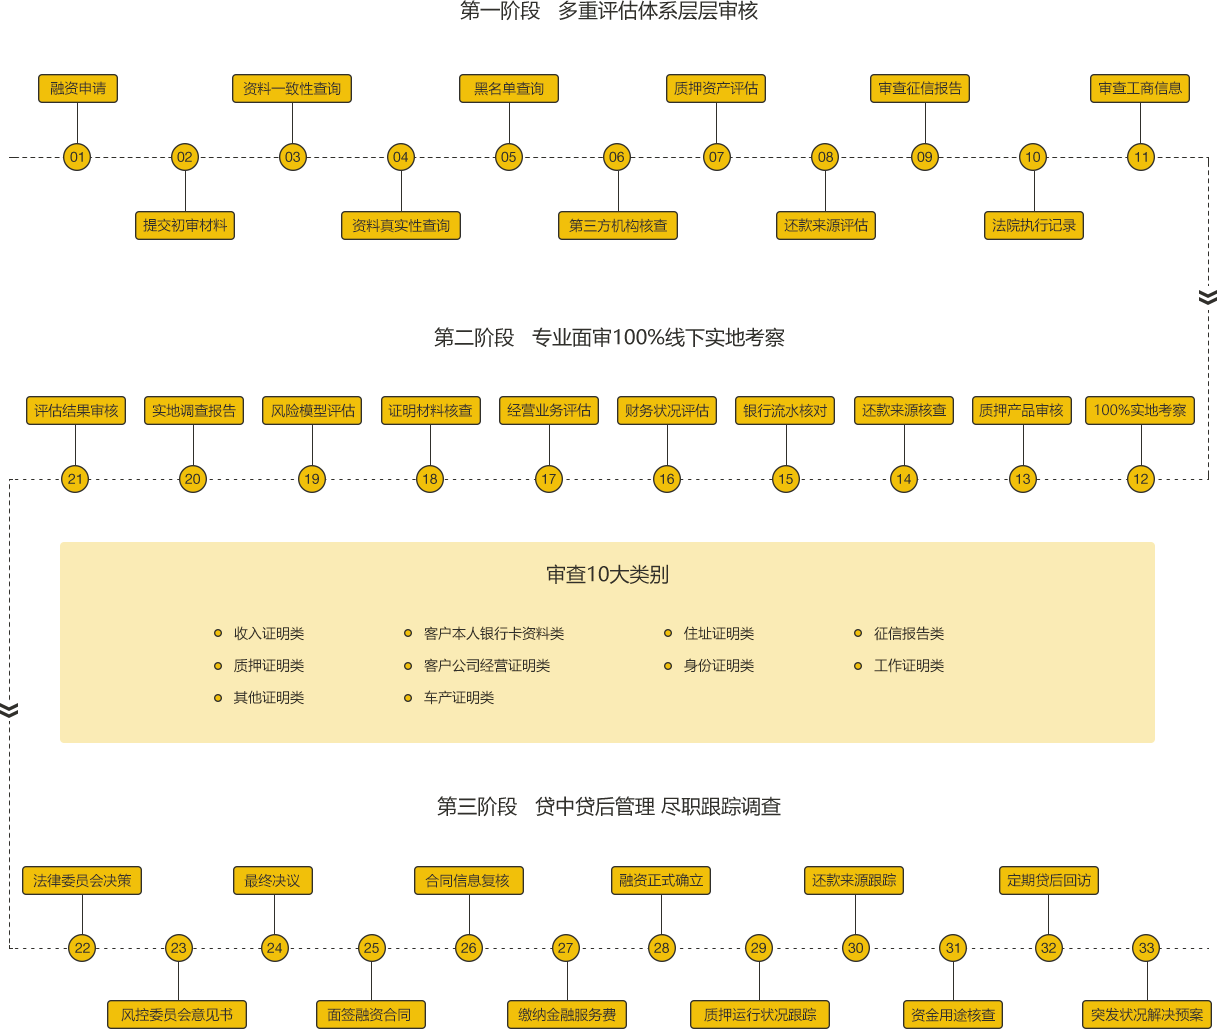 第一阶段 多重评估体系层层审核
融资申请 资料一致性查询 黑名单查询 质押资产评估 审查征信报告 审查工商信息
01 02 03 04 05 06 07 08 09 10 11
提交初审材料 资料真实性查询 第三方机构核查 还款来源评估 法院执行记录
第二阶段 专业面审100%线下实地考察
评估结果审核 实地调查报告 风险模型评估 证明材料核查 经营业务评估 财务状况评估 银行流水核对 还款来源核查 质押产品审核 100%实地考察
21 20 19 18 17 16 15 14 13 12
审查10大类别
收入证明类 客户本人银行卡资料类 住址证明类 征信报告类
质押证明类 客户公司经营证明类 身份证明类 工作证明类
其他证明类 车产证明类
第三阶段 贷中贷后管理 尽职跟踪调查
法律委员会决策 最终决议 合同信息复核 融资正式确立 还款来源跟踪 定期贷后回访
22 23 24 25 26 27 28 29 30 31 32 33
风控委员会意见书 面签融资合同 缴纳金融服务费 质押运行状况跟踪 资金用途核查 突发状况解决预案